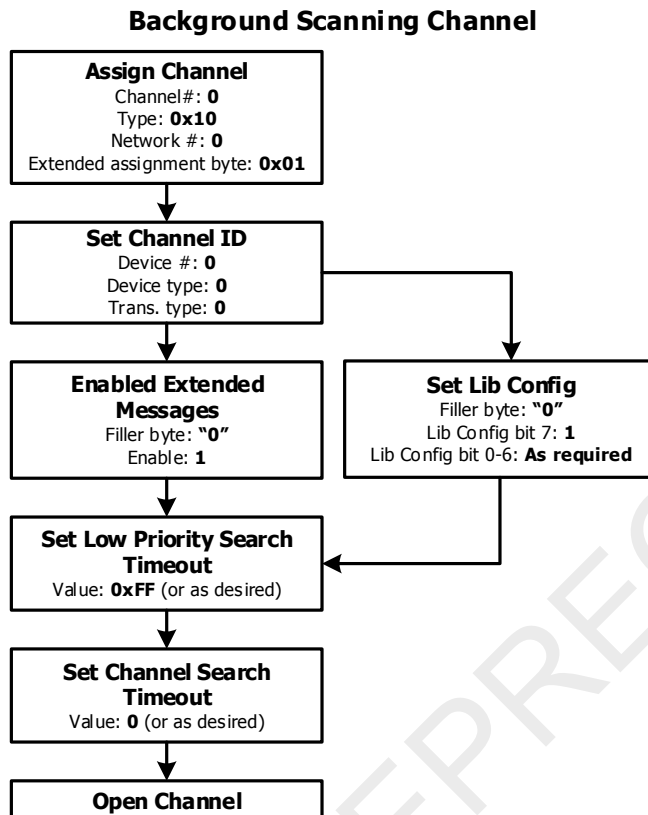 Background Scanning Channel
Assign Channel
Channel#: 0
Type: 0x10
Network #: 0
Extended assignment byte: 0x01
Set Channel ID
Device #: 0
Device type: 0
Trans. type: 0
Enabled Extended
Messages
Filler byte: “0”
Enable: 1
Set Lib Config
Filler byte: “0”
Lib Config bit 7: 1
Lib Config bit 0-6: As required
Set Low Priority Search
Timeout
Value: 0xFF (or as desired)
Set Channel Search
Timeout
Value: 0 (or as desired)
Open Channel